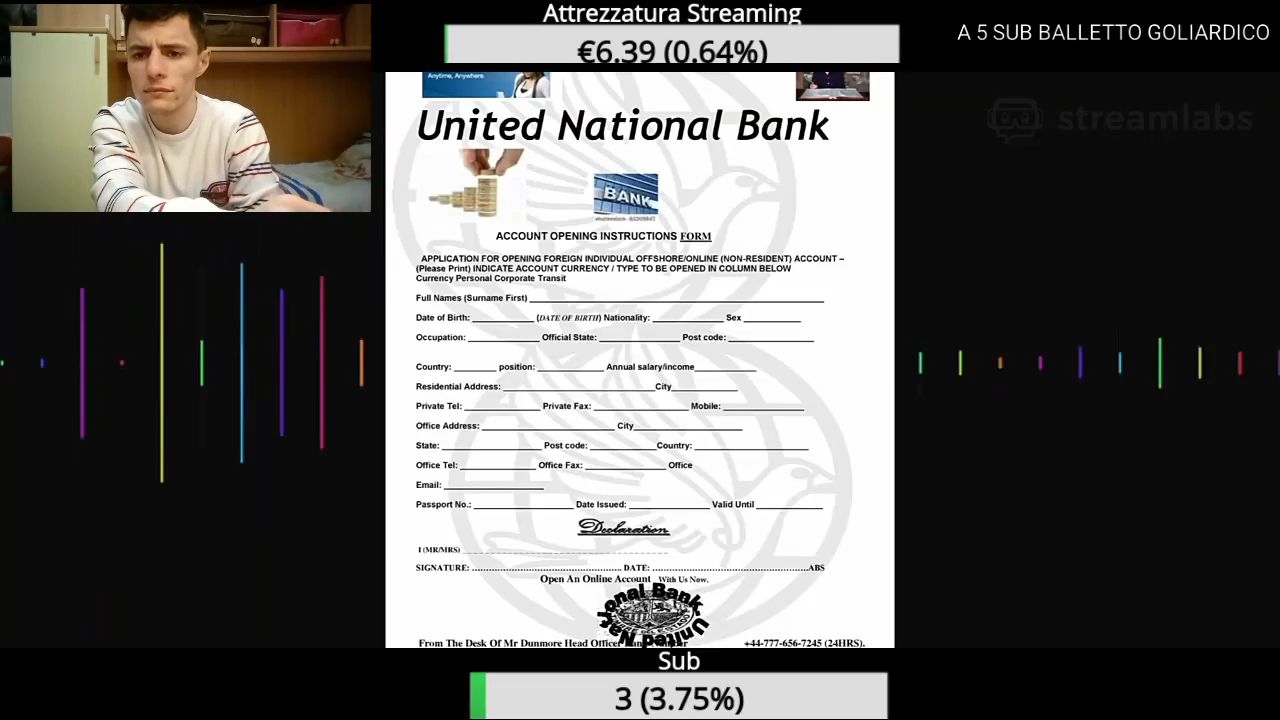 Attrezzatura Streaming
€6.39 (0.64%)
A 5 SUB BALLETTO GOLIARDICO
streamlabs
Anytime, Anywhere.
United National Bank
BANK
ACCOUNT OPENING INSTRUCTIONS FORM
APPLICATION FOR OPENING FOREIGN INDIVIDUAL OFFSHORE/ONLINE (NON-RESIDENT) ACCOUNT –
(Please Print) INDICATE ACCOUNT CURRENCY / TYPE TO BE OPENED IN COLUMN BELOW
Currency Personal Corporate Transit
Full Names (Surname First)
Date of Birth: (DATE OF BIRTH) Nationality: Sex
Occupation: Official State: Post code:
Country: position: Annual salary/income
Residential Address: City
Private Tel: Private Fax: Mobile:
Office Address: City
State: Post code: Country:
Office Tel: Office Fax: Office
Email:
Passport No.: Date Issued: Valid Until
Declaration
I (MR/MRS)
SIGNATURE: DATE: ABS
Open An Online Account With Us Now.
United National Bank
From The Desk Of Mr Dunmore Head Officer
+44-777-656-7245 (24HRS).
Sub
3 (3.75%)